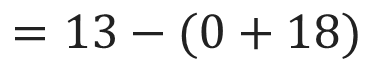 = 13 − (0 + 18)